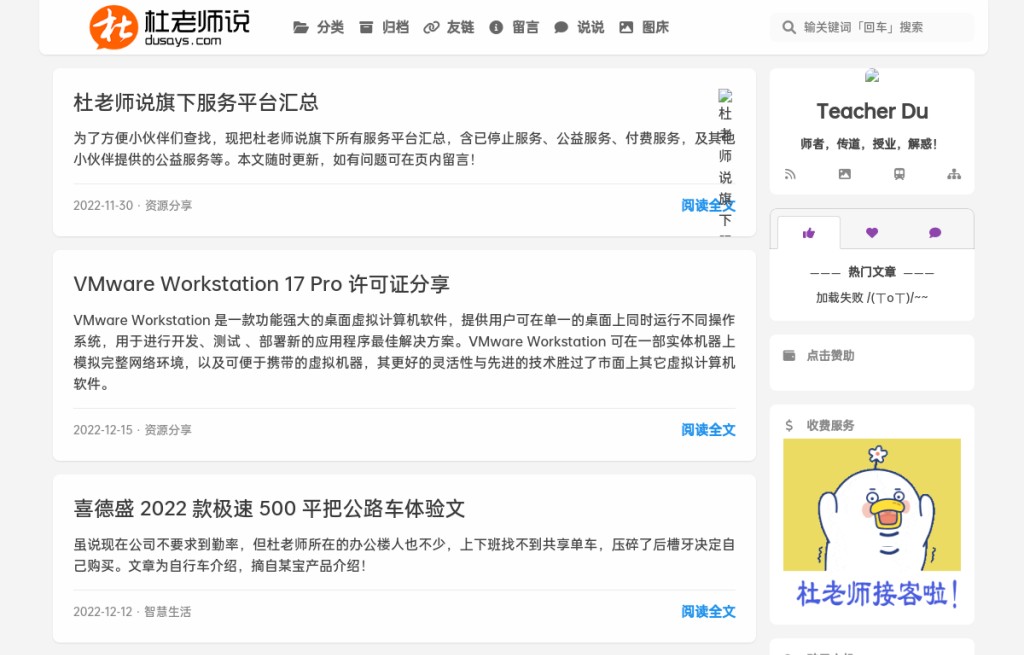 杜老师说
dusays.com
分类
归档
友链
留言
说说
图床
输关键词「回车」搜索
杜老师说旗下服务平台汇总
为了方便小伙伴们查找，现把杜老师说旗下所有服务平台汇总，含已停止服务、公益服务、付费服务，及其他
小伙伴提供的公益服务等。本文随时更新，如有问题可在页内留言！
杜
老
师
说
旗
下
2022-11-30 · 资源分享
阅读全文
VMware Workstation 17 Pro 许可证分享
VMware Workstation 是一款功能强大的桌面虚拟计算机软件，提供用户可在单一的桌面上同时运行不同操作
系统，用于进行开发、测试 、部署新的应用程序最佳解决方案。VMware Workstation 可在一部实体机器上
模拟完整网络环境，以及可便于携带的虚拟机器，其更好的灵活性与先进的技术胜过了市面上其它虚拟计算机
软件。
2022-12-15 · 资源分享
阅读全文
喜德盛 2022 款极速 500 平把公路车体验文
虽说现在公司不要求到勤率，但杜老师所在的办公楼人也不少，上下班找不到共享单车，压碎了后槽牙决定自
己购买。文章为自行车介绍，摘自某宝产品介绍！
2022-12-12 · 智慧生活
阅读全文
Teacher Du
师者，传道，授业，解惑！
——— 热门文章 ———
加载失败 /(ㄒoㄒ)/~~
点击赞助
收费服务
杜老师接客啦！